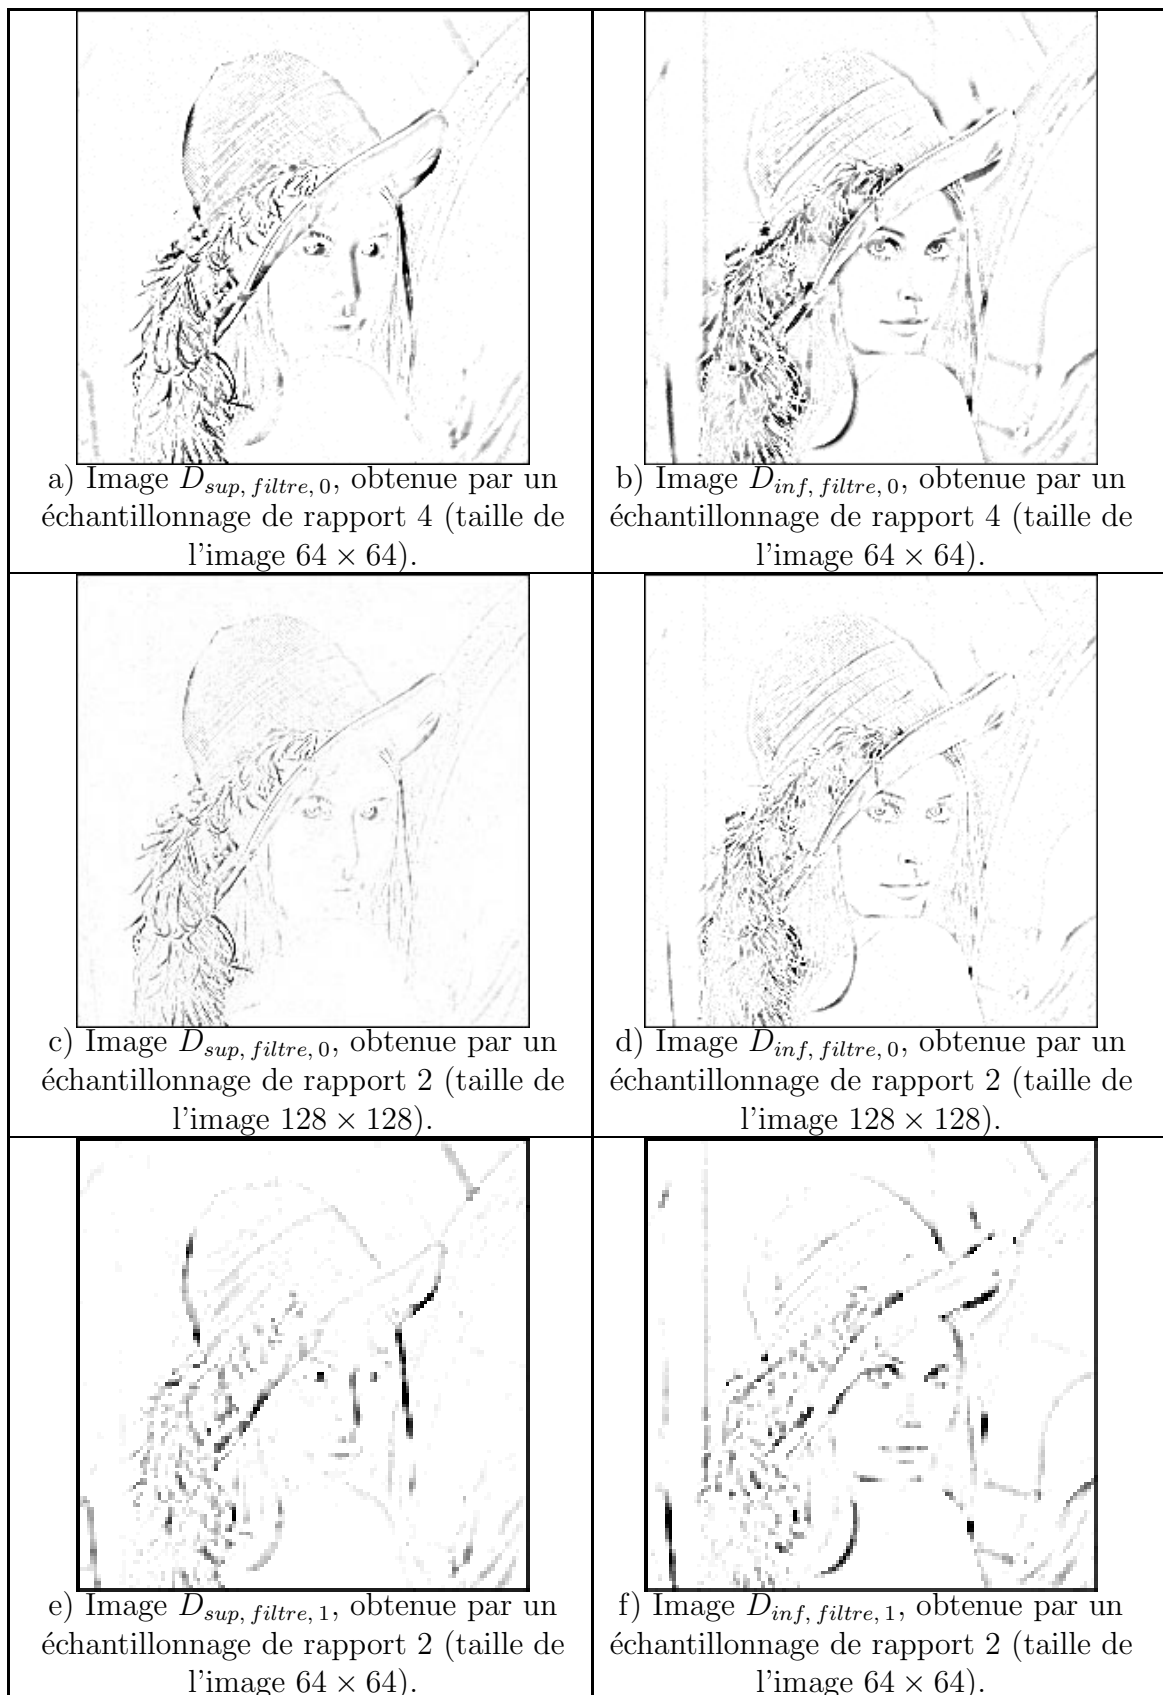 a) Image D_{sup, filtre, 0}, obtenue par un
échantillonnage de rapport 4 (taille de
l'image 64 × 64).
b) Image D_{inf, filtre, 0}, obtenue par un
échantillonnage de rapport 4 (taille de
l'image 64 × 64).
c) Image D_{sup, filtre, 0}, obtenue par un
échantillonnage de rapport 2 (taille de
l'image 128 × 128).
d) Image D_{inf, filtre, 0}, obtenue par un
échantillonnage de rapport 2 (taille de
l'image 128 × 128).
e) Image D_{sup, filtre, 1}, obtenue par un
échantillonnage de rapport 2 (taille de
l'image 64 × 64).
f) Image D_{inf, filtre, 1}, obtenue par un
échantillonnage de rapport 2 (taille de
l'image 64 × 64).